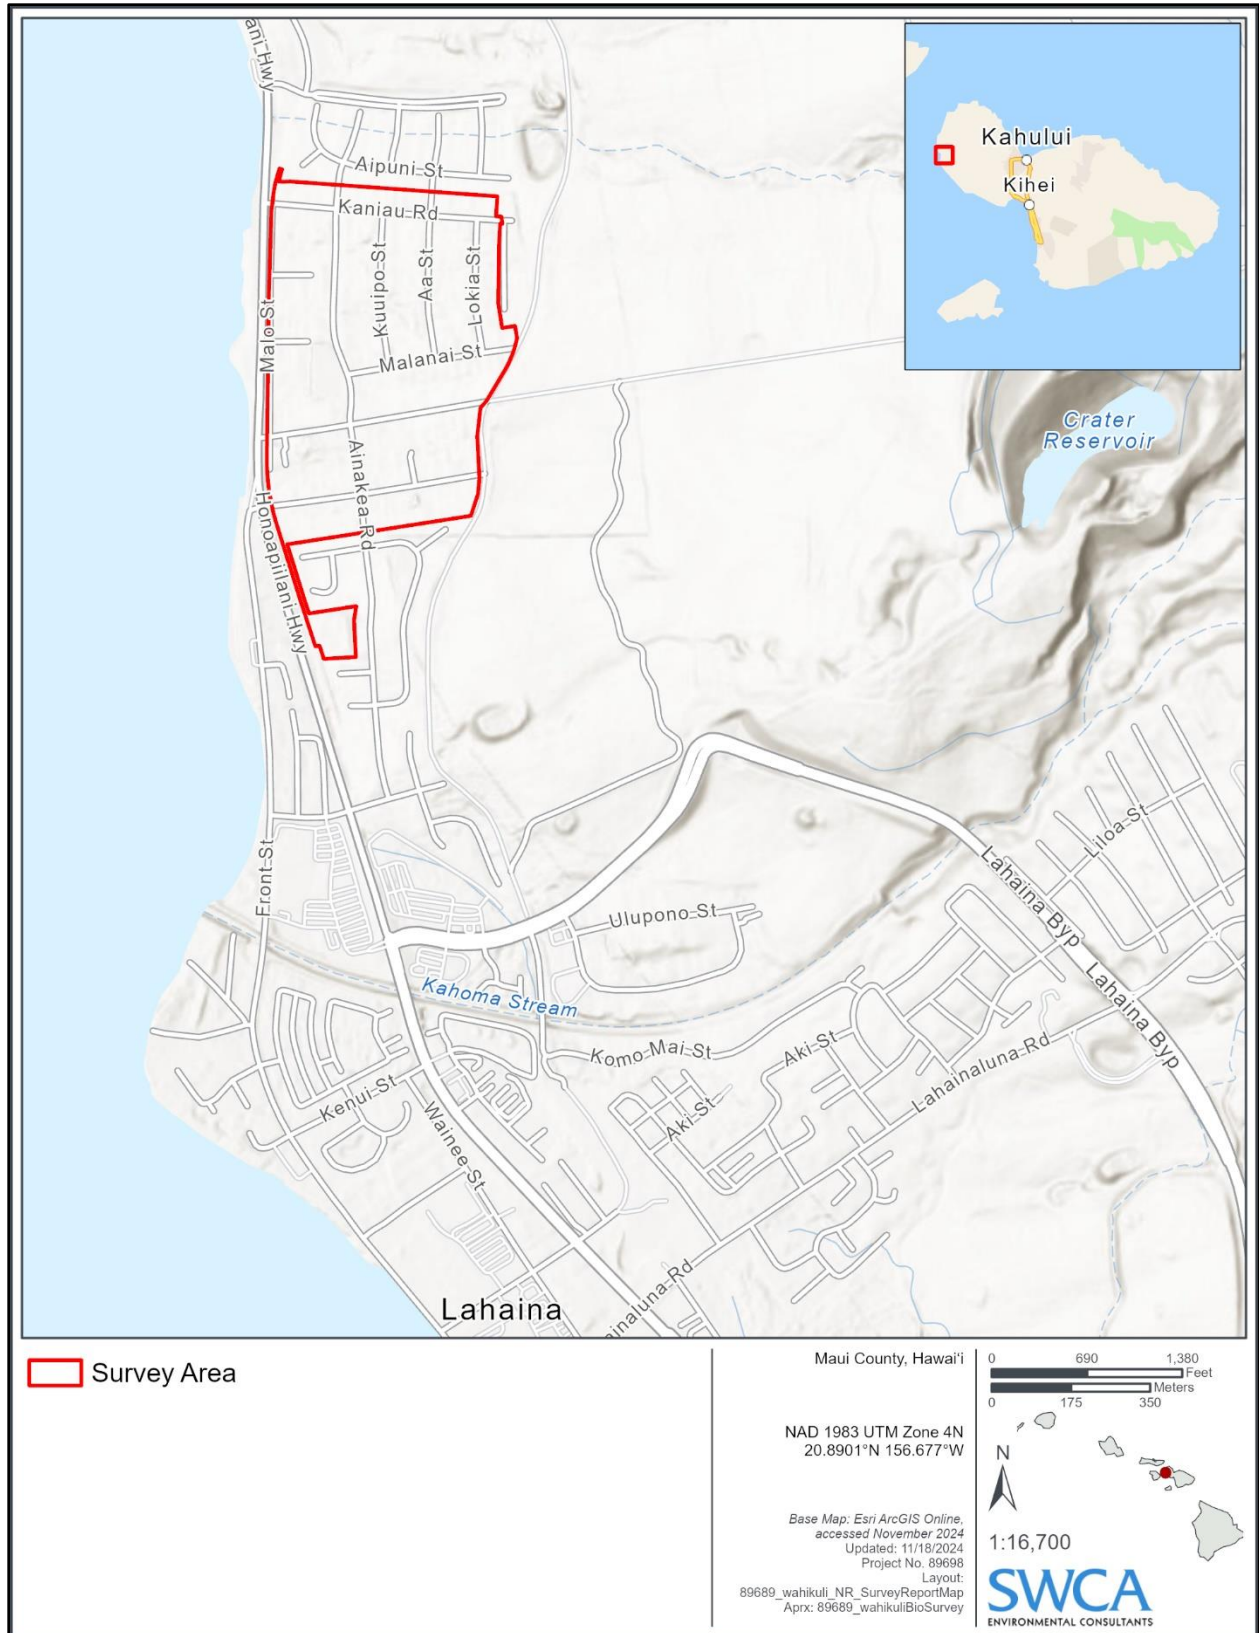 ani-Hwy
Aipuni St
Kaniau Rd
Kuuipo St
Aa St
Lokia St
Malo St
Malanai St
Ainakea Rd
Honoapiilani Hwy
Crater
Reservoir
Kahului
Kihei
Front St
Liloa St
Lahaina Byp
Lahaina Byp
Ulupono St
Kahoma Stream
Komo Mai St
Aki St
Lahainaluna Rd
Kenui St
Aki St
Wainee St
ainaluna Rd
Lahaina
Survey Area
Maui County, Hawaiʻi
NAD 1983 UTM Zone 4N
20.8901°N 156.677°W
Base Map: Esri ArcGIS Online,
accessed November 2024
Updated: 11/18/2024
Project No. 89698
Layout:
89689_wahikuli_NR_SurveyReportMap
Aprx: 89689_wahikuliBioSurvey
0 690 1,380
Feet
Meters
0 175 350
N
1:16,700
SWCA
ENVIRONMENTAL CONSULTANTS